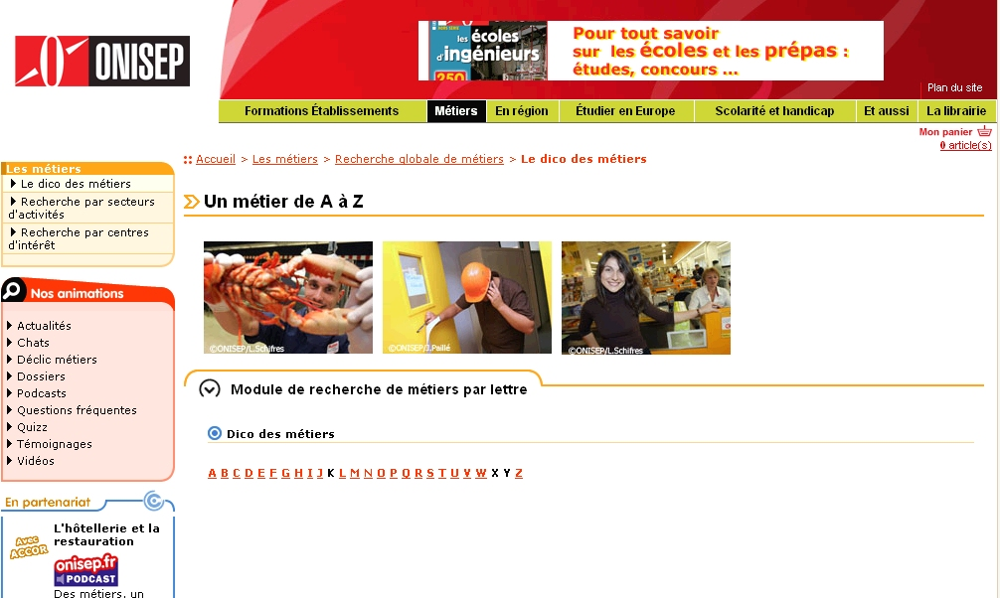 ONISEP
les écoles
d'ingénieurs
250
Pour tout savoir
sur les écoles et les prépas :
études, concours ...
Plan du site
Formations Établissements Métiers En région Étudier en Europe Scolarité et handicap Et aussi La librairie
Mon panier
0 article(s)
:: Accueil > Les métiers > Recherche globale de métiers > Le dico des métiers
Les métiers
Le dico des métiers
Recherche par secteurs
d'activités
Recherche par centres
d'intérêt
Nos animations
Actualités
Chats
Déclic métiers
Dossiers
Podcasts
Questions fréquentes
Quizz
Témoignages
Vidéos
En partenariat
Avec
ACCOR
L'hôtellerie et la
restauration
onisep.fr
PODCAST
Des métiers, un
Un métier de A à Z
©ONISEP/L.Schifres
©ONISEP/J.Paillé
©ONISEP/L.Schifres
Module de recherche de métiers par lettre
Dico des métiers
A B C D E F G H I J K L M N O P Q R S T U V W X Y Z